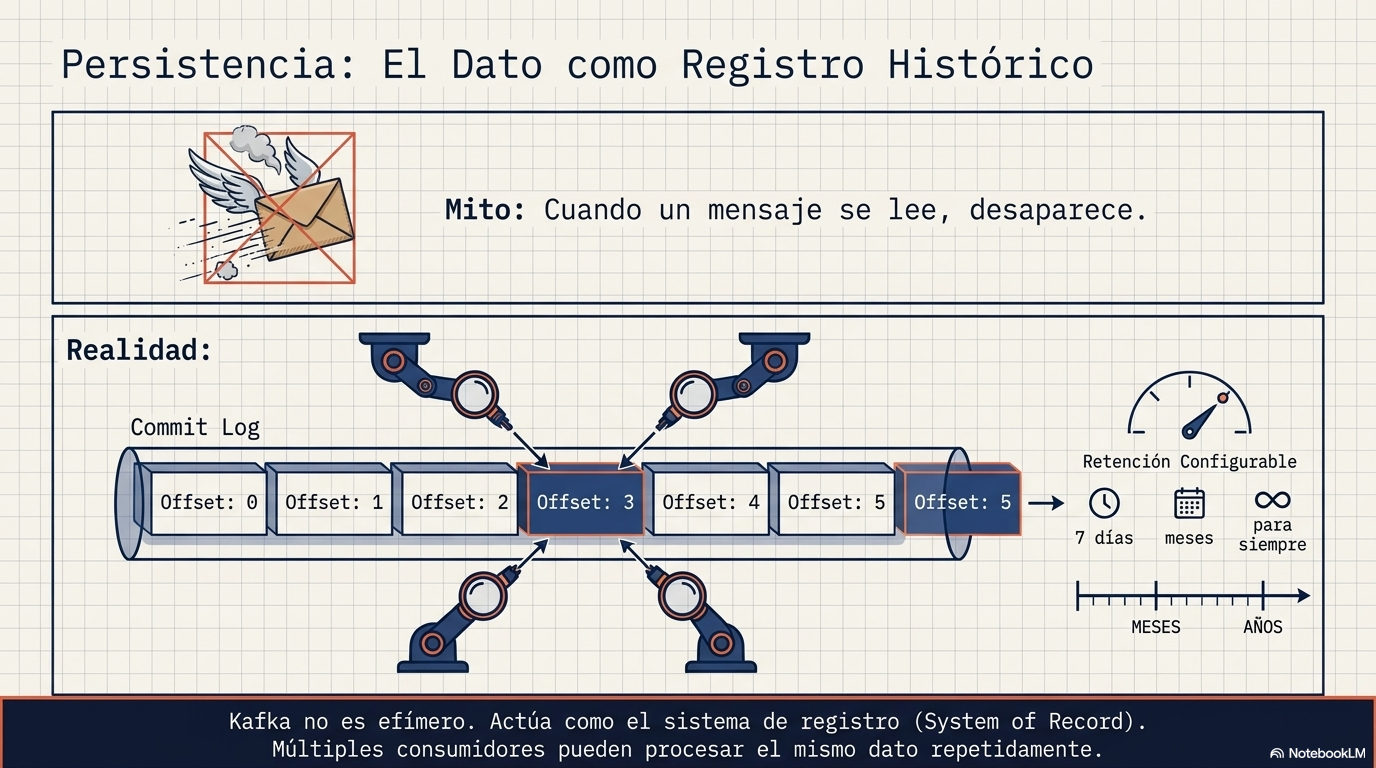 Persistencia: El Dato como Registro Histórico
Mito: Cuando un mensaje se lee, desaparece.
Realidad:
Commit Log
Offset: 0
Offset: 1
Offset: 2
Offset: 3
Offset: 4
Offset: 5
Offset: 5
Retención Configurable
7 días
meses
para
siempre
MESES
AÑOS
Kafka no es efímero. Actúa como el sistema de registro (System of Record).
Múltiples consumidores pueden procesar el mismo dato repetidamente.
NotebookLM